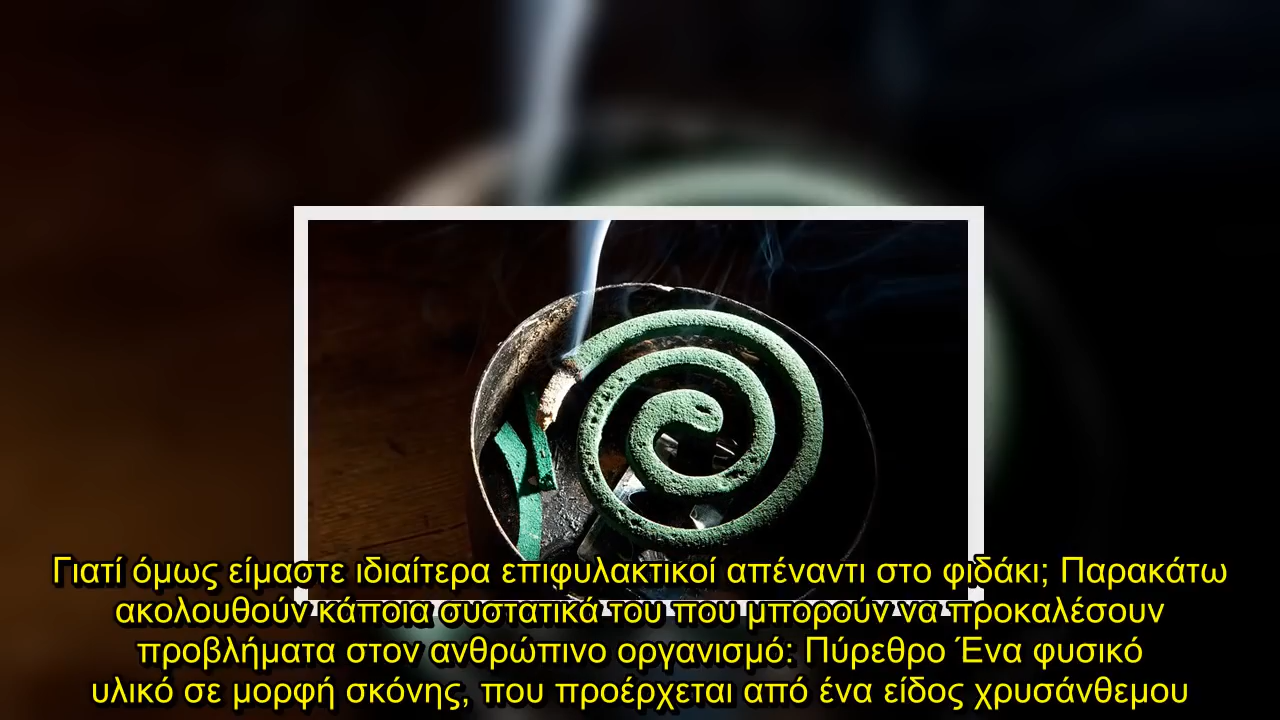 Γιατί όμως είμαστε ιδιαίτερα επιφυλακτικοί απέναντι στο φιδάκι; Παρακάτω
ακολουθούν κάποια συστατικά του που μπορούν να προκαλέσουν
προβλήματα στον ανθρώπινο οργανισμό: Πύρεθρο Ένα φυσικό
υλικό σε μορφή σκόνης, που προέρχεται από ένα είδος χρυσάνθεμου